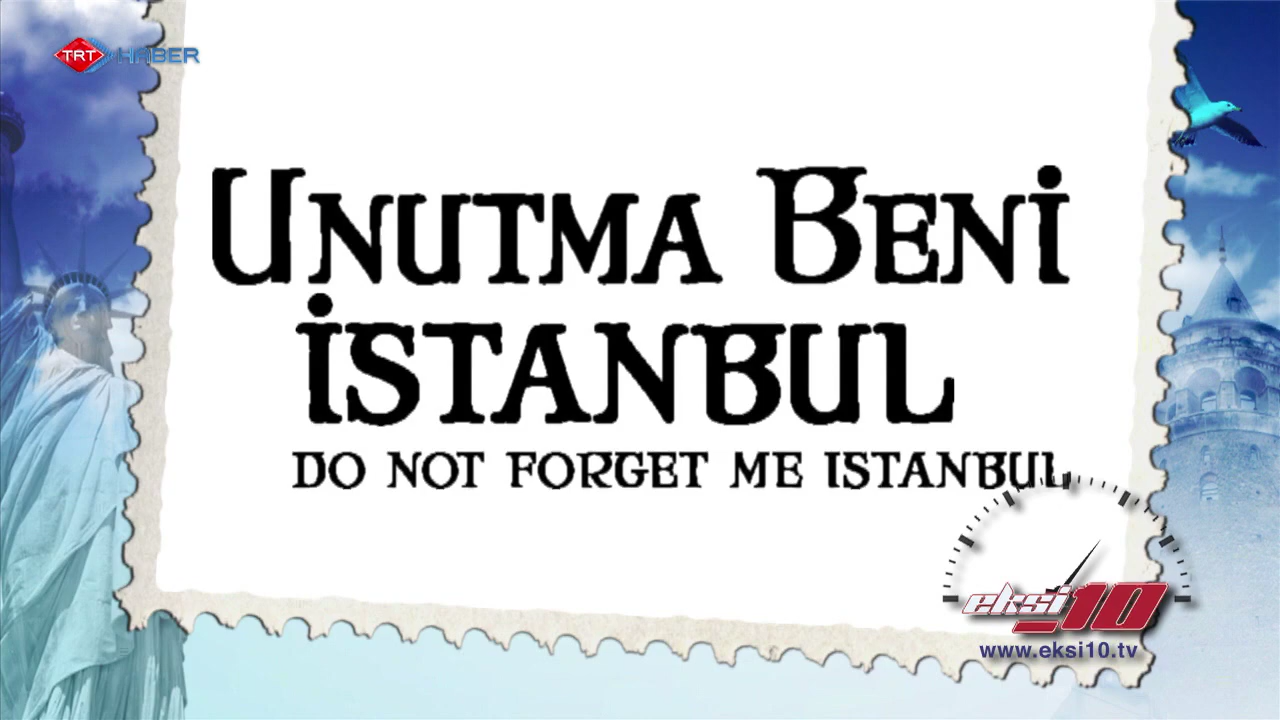 TRT HABER
UNUTMA BENİ
İSTANBUL
DO NOT FORGET ME ISTANBUL
eksi10
www.eksi10.tv